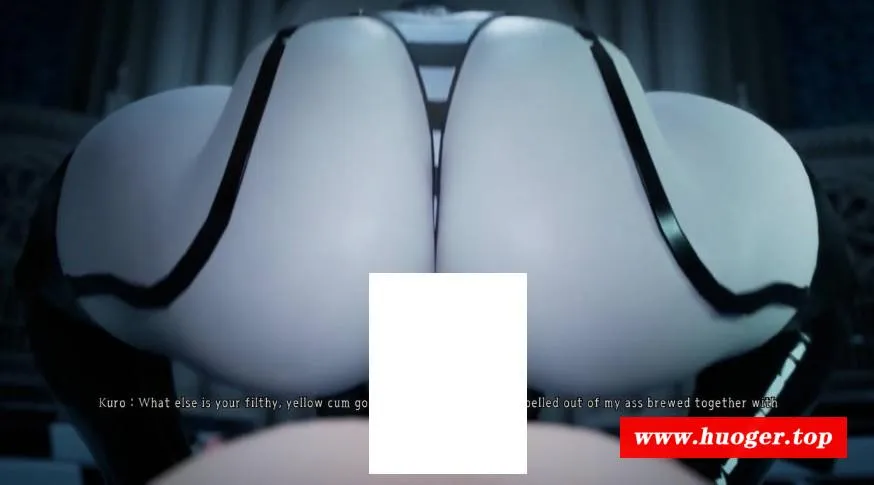 Kuro : What else is your filthy, yellow cum go
pelled out of my ass brewed together with
www.huoger.top